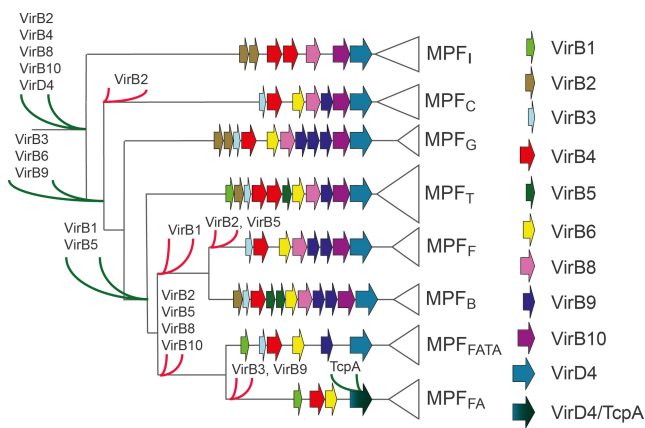 VirB2
VirB4
VirB8
VirB10
VirD4
VirB3
VirB6
VirB9
VirB1
VirB5
VirB2
VirB1
VirB2, VirB5
VirB2
VirB5
VirB8
VirB10
VirB3, VirB9
TcpA
MPFI
MPFC
MPFG
MPFT
MPFF
MPFB
MPFFATA
MPFFA
VirB1
VirB2
VirB3
VirB4
VirB5
VirB6
VirB8
VirB9
VirB10
VirD4
VirD4/TcpA